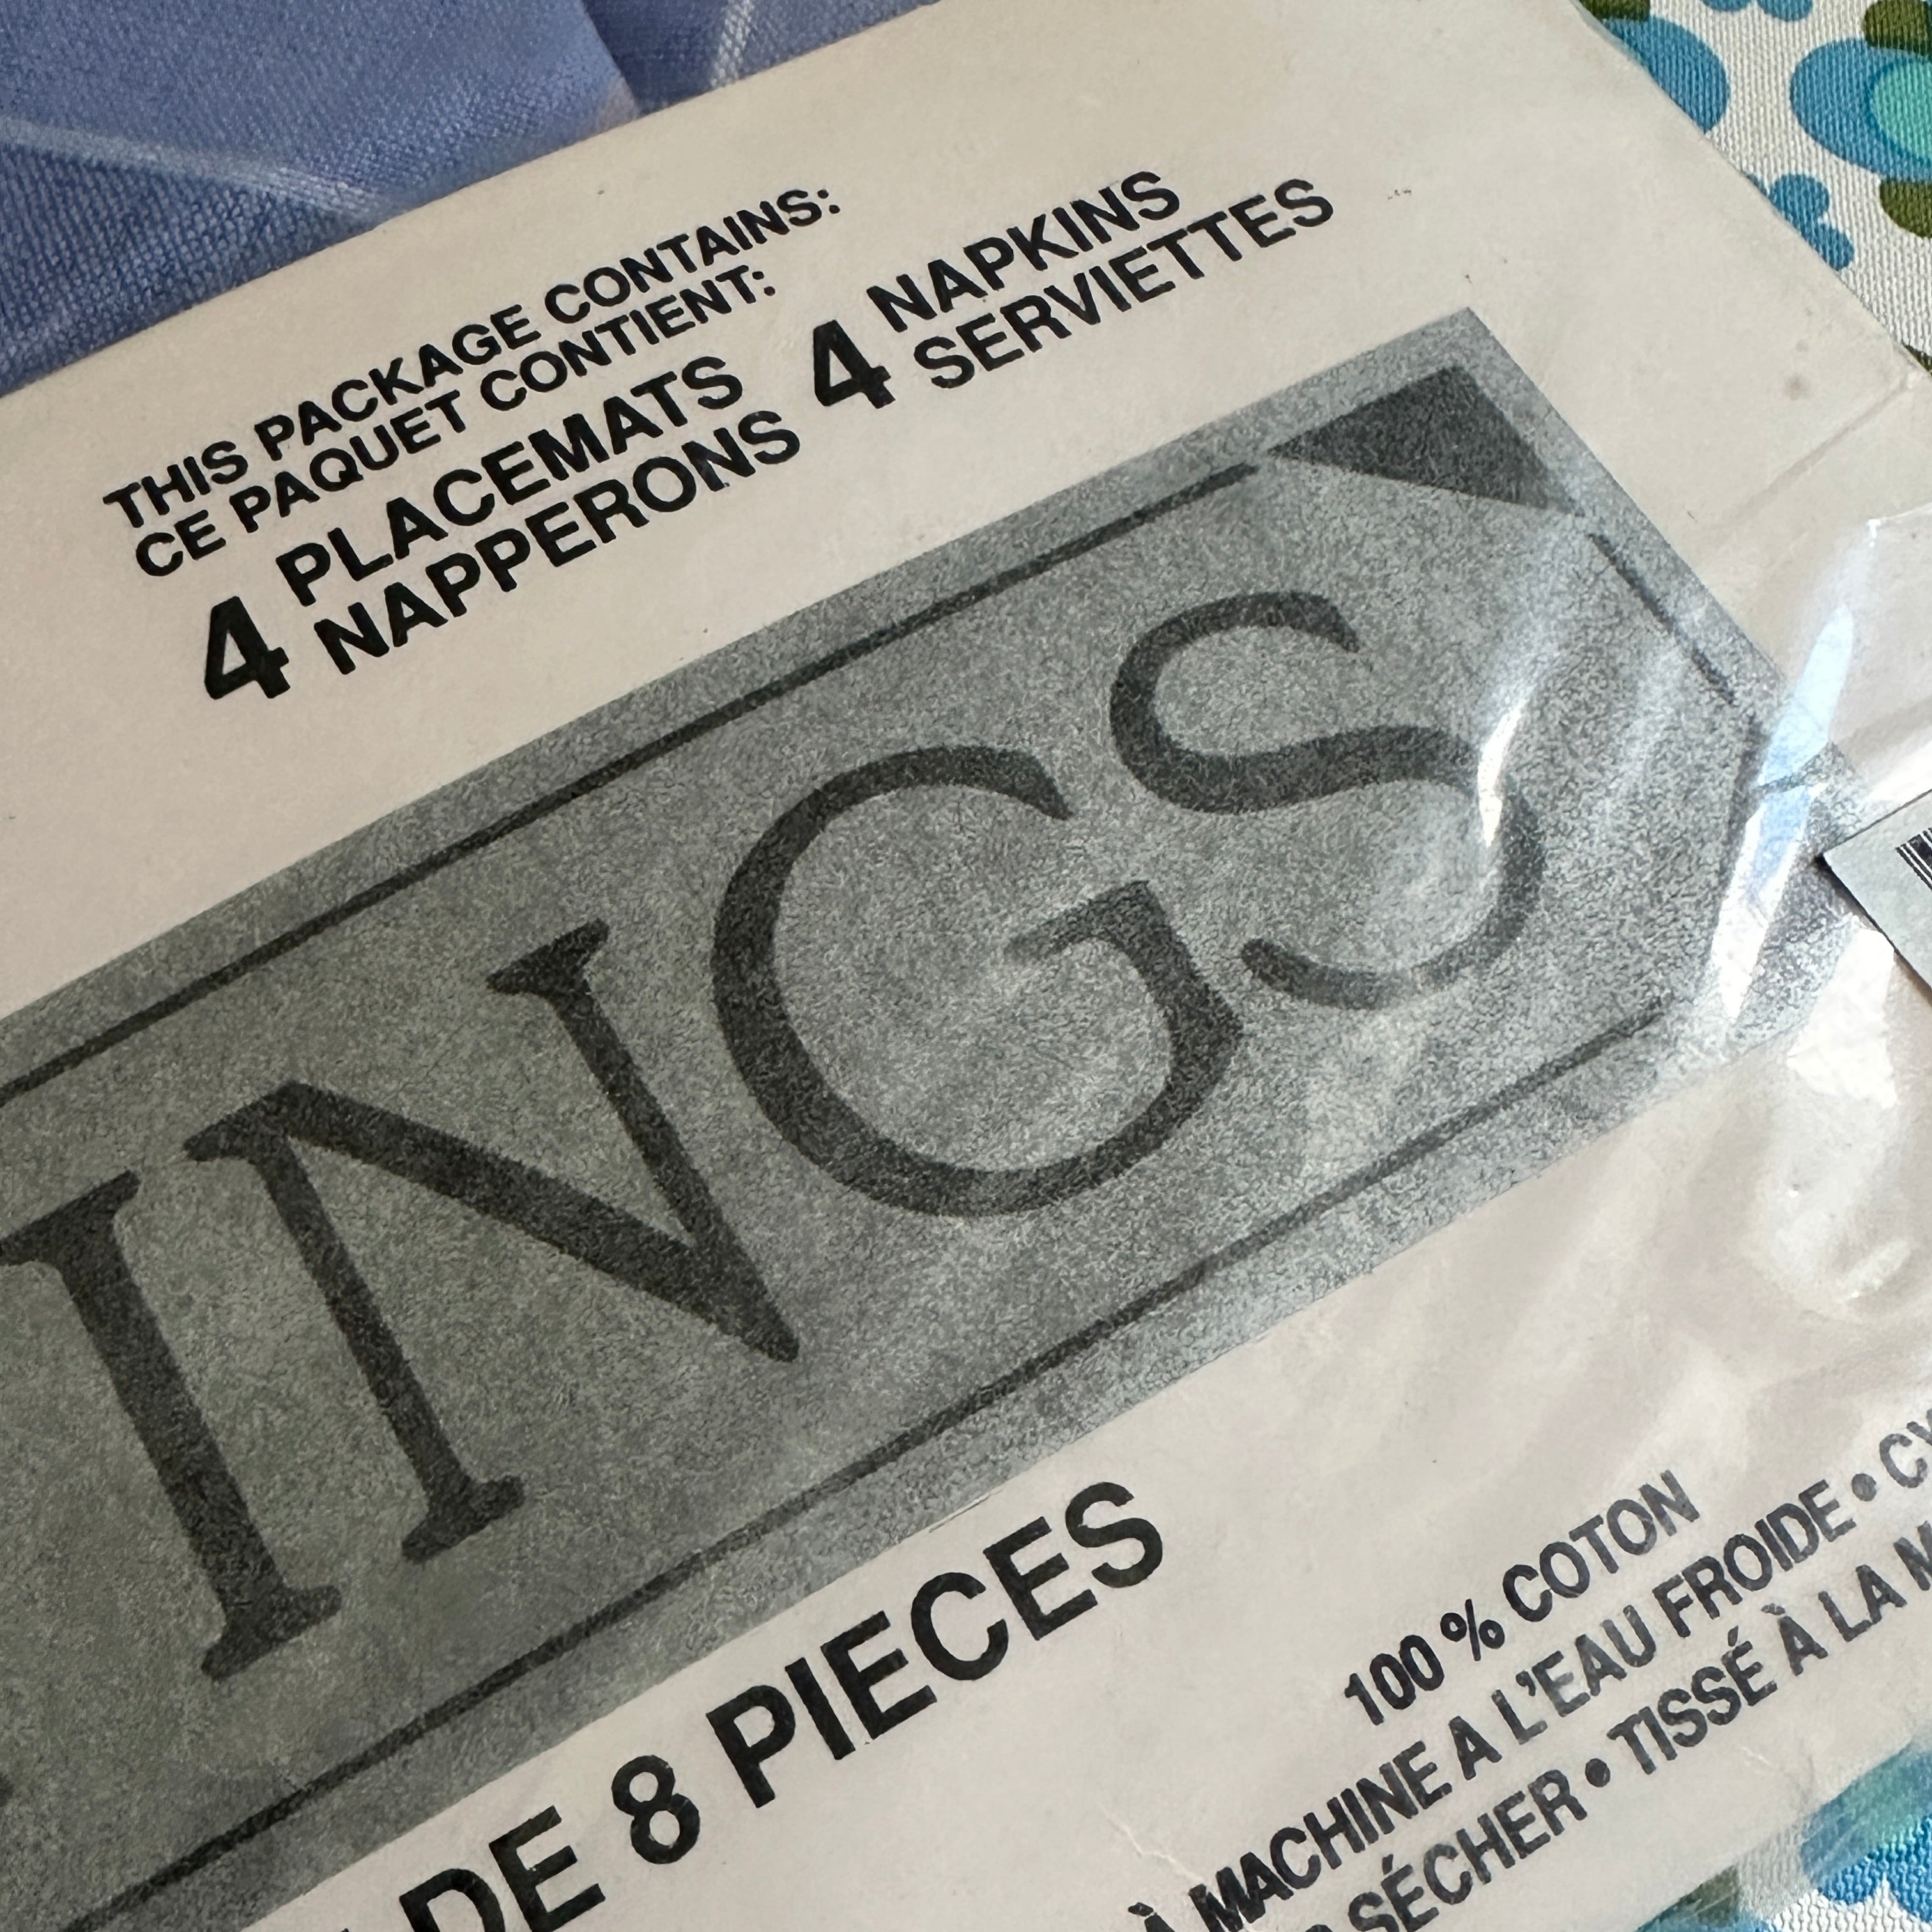 THIS PACKAGE CONTAINS:
CE PAQUET CONTIENT:
4 PLACEMATS
NAPPERONS
4 NAPKINS
SERVIETTES
INGS
DE 8 PIECES
100 % COTON
À MACHINE A L'EAU FROIDE •
SÉCHER • TISSÉ À LA